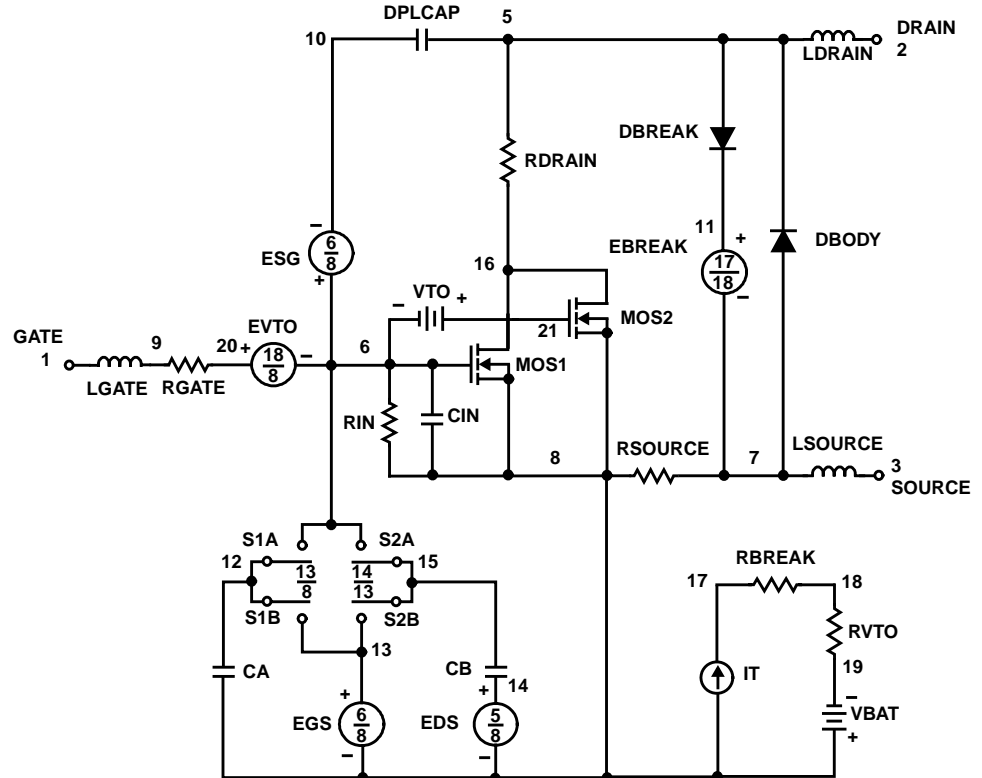 DPLCAP
5
10
DRAIN
2
LDRAIN
DBREAK
RDRAIN
11
+
EBREAK
17
18
−
DBODY
−
ESG
6
8
+
16
−
VTO
+
21
MOS2
GATE
1
LGATE
9
RGATE
20
+
EVTO
18
8
−
6
MOS1
RIN
CIN
8
RSOURCE
7
LSOURCE
3
SOURCE
S1A
S2A
12
13
8
14
13
15
S1B
S2B
13
CA
CB
14
+
EGS
6
8
−
+
EDS
5
8
−
17
RBREAK
18
RVTO
19
IT
−
VBAT
+